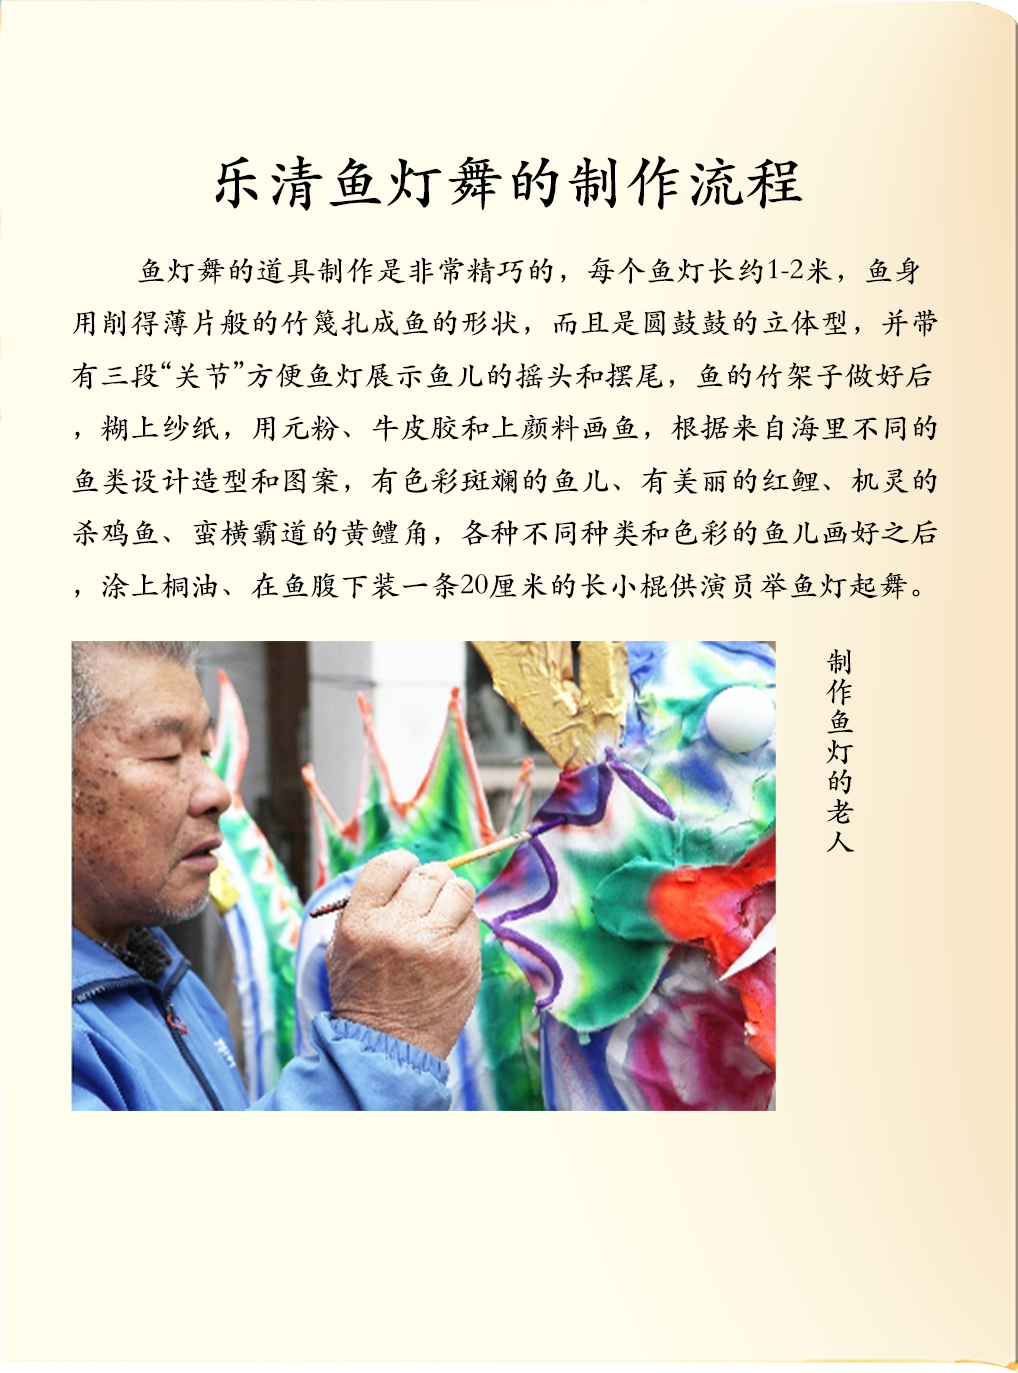 乐清鱼灯舞的制作流程
鱼灯舞的道具制作是非常精巧的，每个鱼灯长约1-2米，鱼身
用削得薄片般的竹篾扎成鱼的形状，而且是圆鼓鼓的立体型，并带
有三段“关节”方便鱼灯展示鱼儿的摇头和摆尾，鱼的竹架子做好后
，糊上纱纸，用元粉、牛皮胶和上颜料画鱼，根据来自海里不同的
鱼类设计造型和图案，有色彩斑斓的鱼儿、有美丽的红鲤、机灵的
杀鸡鱼、蛮横霸道的黄鳢角，各种不同种类和色彩的鱼儿画好之后
，涂上桐油、在鱼腹下装一条20厘米的长小棍供演员举鱼灯起舞。
制作鱼灯的老人